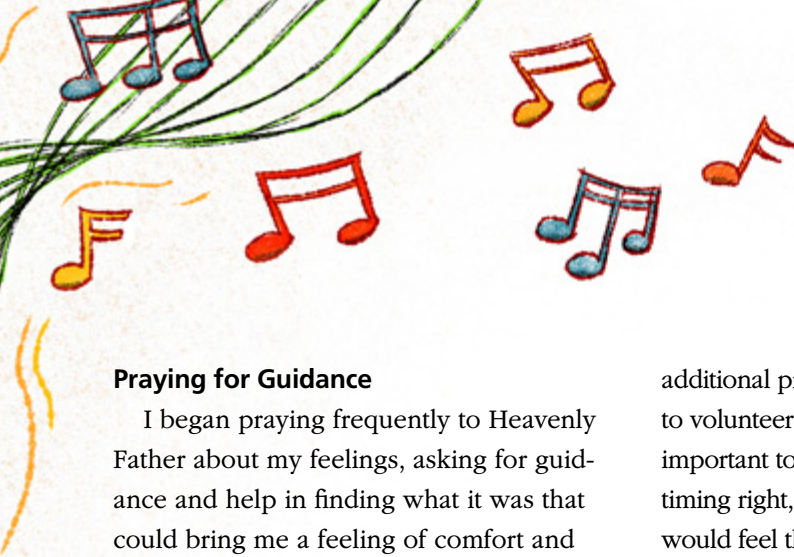 Praying for Guidance
I began praying frequently to Heavenly
Father about my feelings, asking for guid-
ance and help in finding what it was that
could bring me a feeling of comfort and
additional
to volunteer
important to
timing right,
would feel